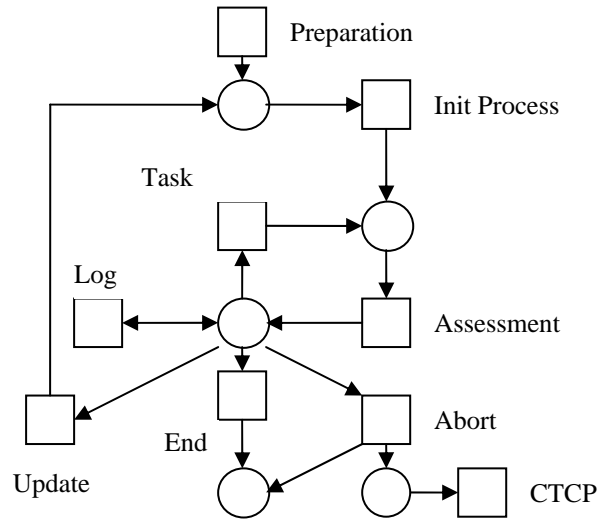 Preparation
Init Process
Task
Log
Assessment
Abort
End
Update
CTCP